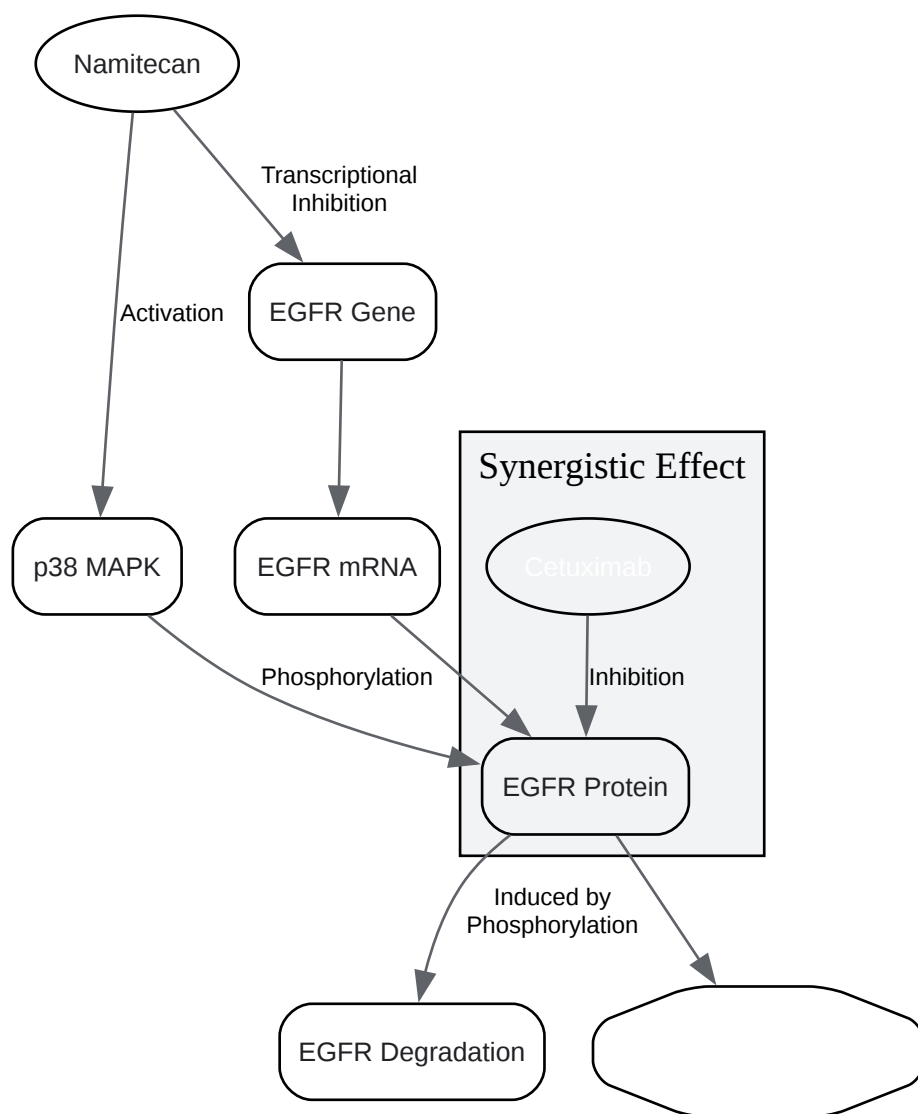 Namitecan
Transcriptional
Inhibition
EGFR Gene
Activation
Synergistic Effect
p38 MAPK
EGFR mRNA
Cetuximab
Phosphorylation
Inhibition
EGFR Protein
Induced by
Phosphorylation
EGFR Degradation